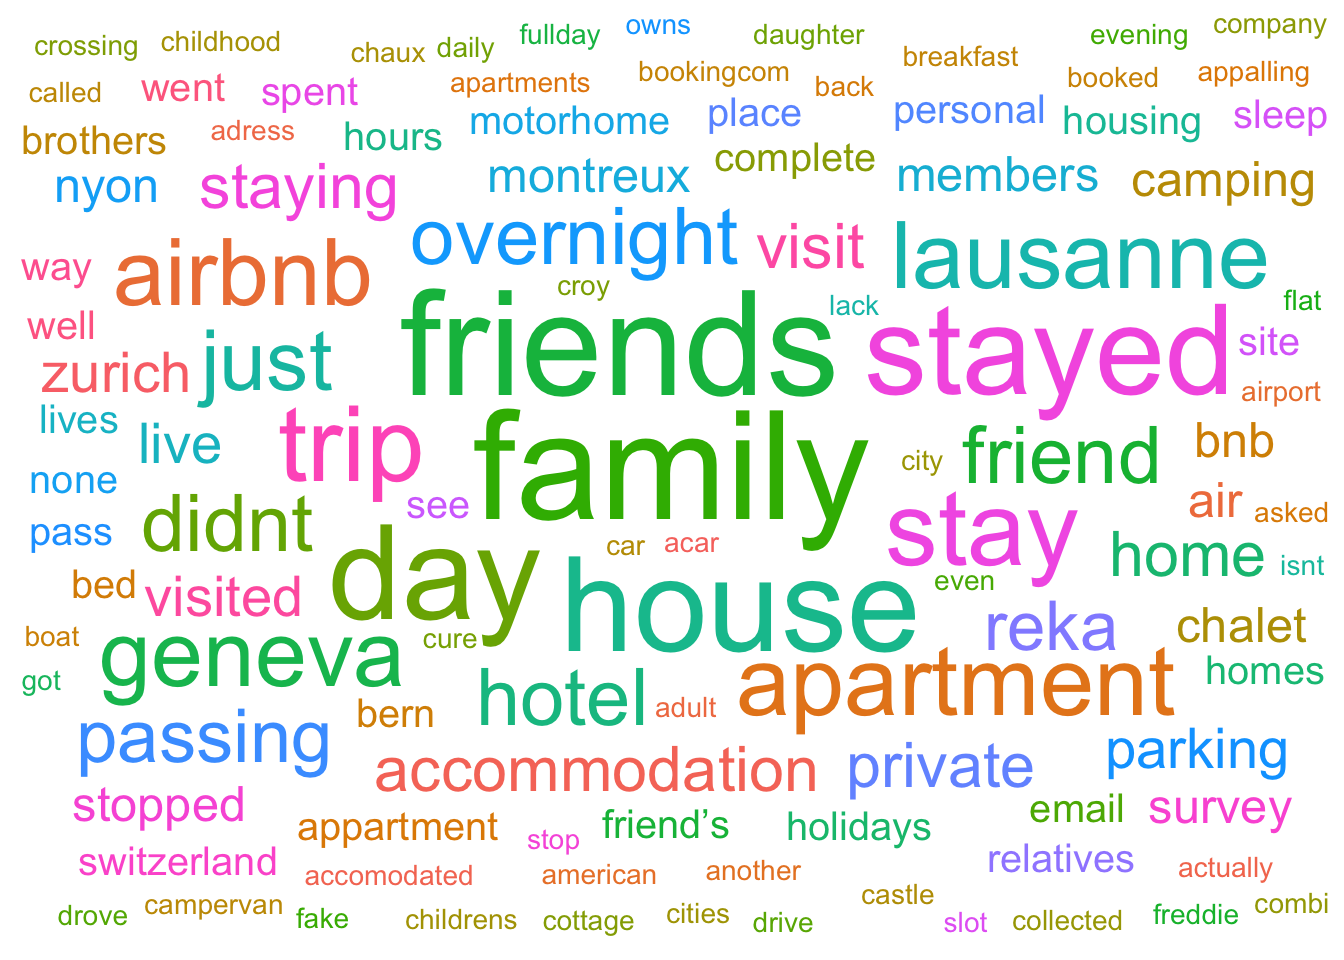 crossing childhood chaux daily fullday owns daughter breakfast evening company
called went spent apartments bookingcom back booked appalling
brothers adress hours motorhome place personal housing sleep
nyon staying montreux complete members camping
way airbnb overnight visit lausanne
croy lack flat
well just friends stayed site
zurich airport
lives live trip family city friend bnb
none see stay air asked
pass didnt day car acar home isnt
bed visited house even reka chalet
boat geneva cure apartment homes
got bern hotel adult
passing accommodation private parking
stopped appartment stop friend’s holidays email survey
switzerland accomodated american another relatives actually
drove campervan fake childrens cottage cities drive castle slot collected freddie combi